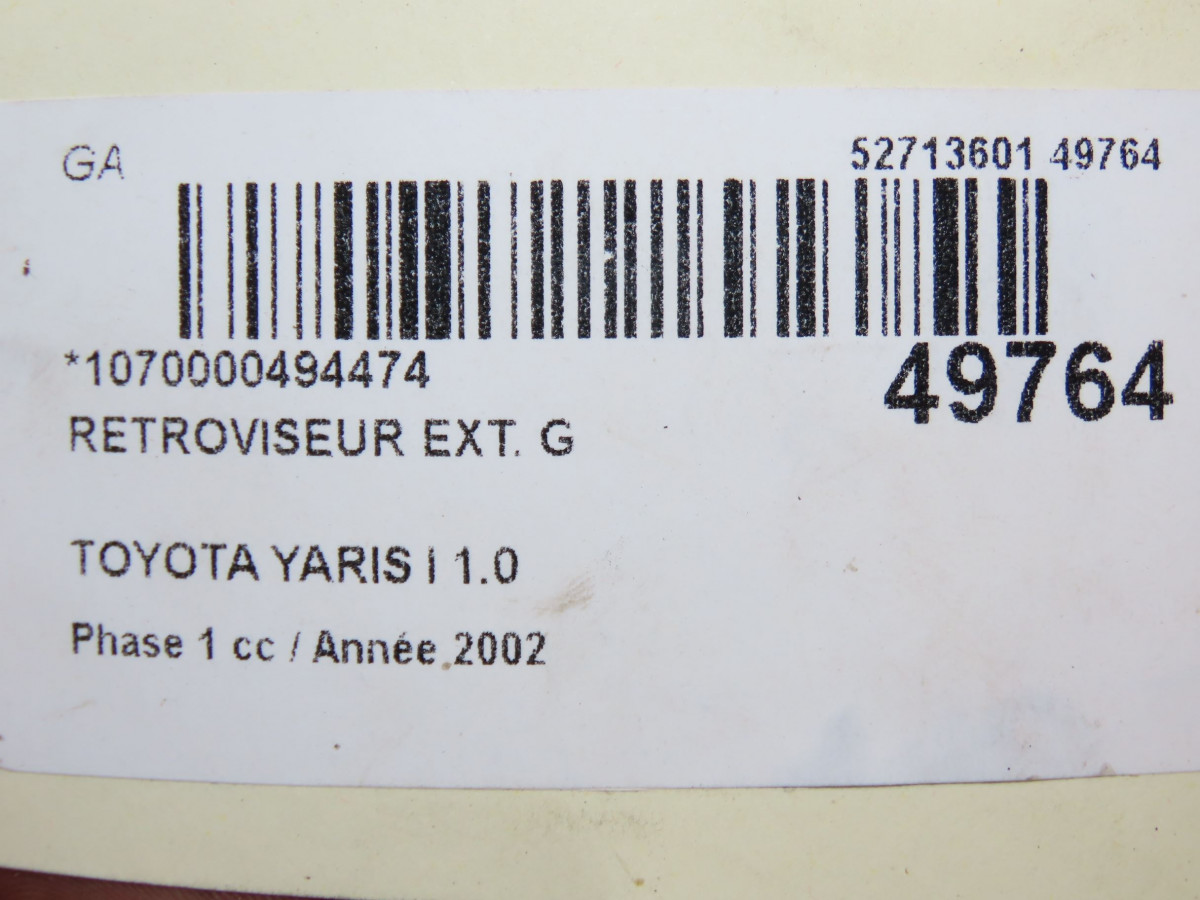 GA
52713601 49764
*1070000494474
49764
RETROVISEUR EXT. G
TOYOTA YARIS I 1.0
Phase 1 cc / Année 2002